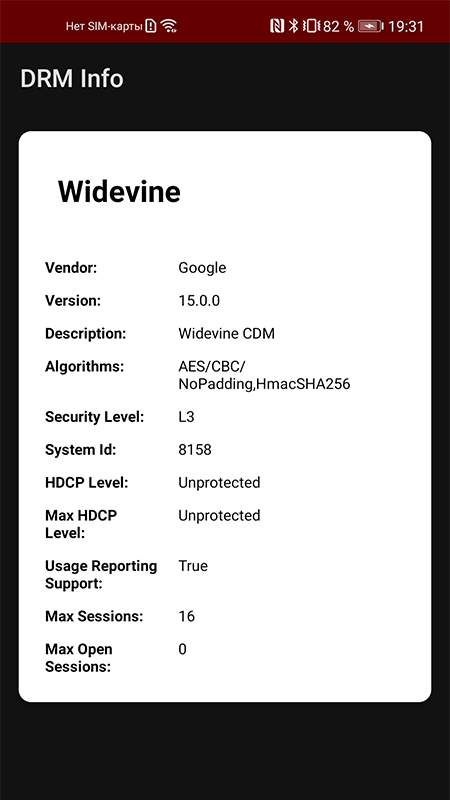 Нет SIM-карты 82 % 19:31
DRM Info
Widevine
Vendor: Google
Version: 15.0.0
Description: Widevine CDM
Algorithms: AES/CBC/
NoPadding,HmacSHA256
Security Level: L3
System Id: 8158
HDCP Level: Unprotected
Max HDCP Unprotected
Level:
Usage Reporting True
Support:
Max Sessions: 16
Max Open 0
Sessions: